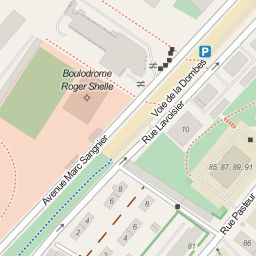 P
Boulodrome
Roger Shelle
Voie de la Dombes
Rue Lavoisier
10
Avenue Marc Sangnier
85, 87, 89, 91
6
8
8
6
4
6
2
4
2
Rue Pasteur
81